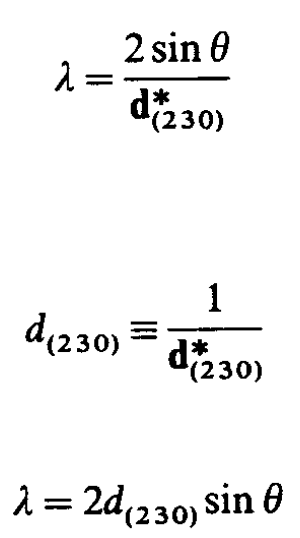 λ = 2 sin θ / d*(230)
d(230) ≡ 1 / d*(230)
λ = 2d(230) sin θ